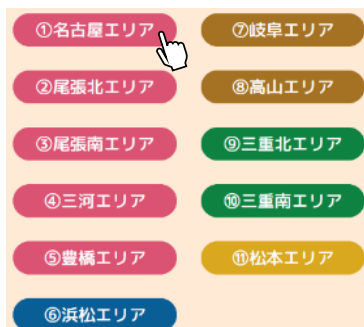 ①名古屋エリア
②尾張北エリア
③尾張南エリア
④三河エリア
⑤豊橋エリア
⑥浜松エリア
⑦岐阜エリア
⑧高山エリア
⑨三重北エリア
⑩三重南エリア
⑪松本エリア